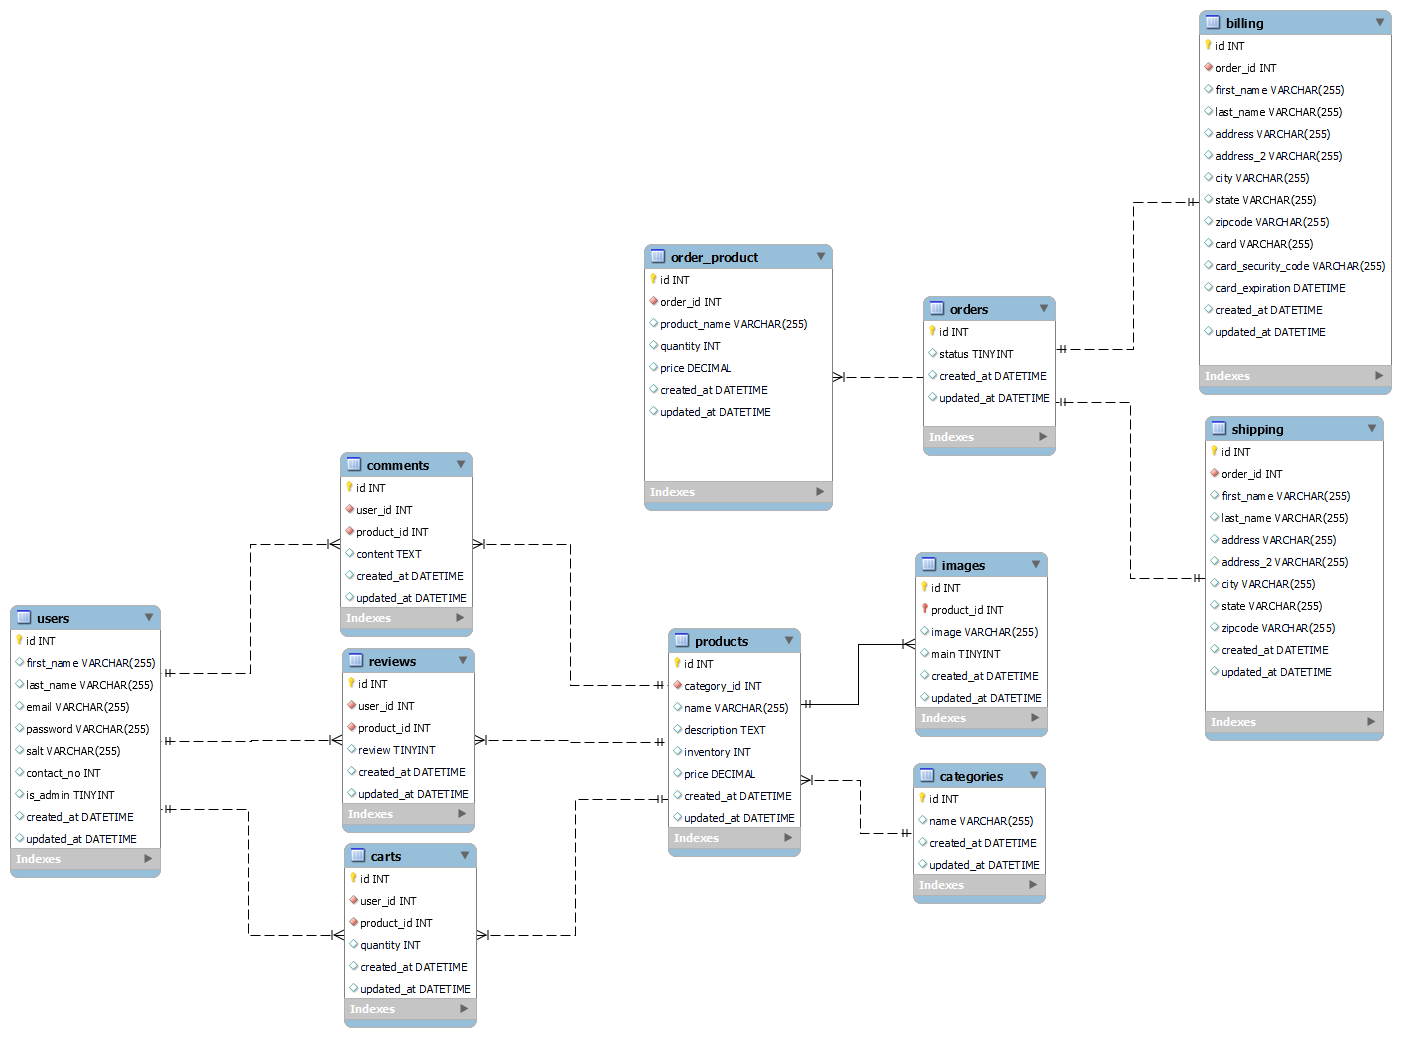 billing
id INT
order_id INT
first_name VARCHAR(255)
last_name VARCHAR(255)
address VARCHAR(255)
address_2 VARCHAR(255)
city VARCHAR(255)
state VARCHAR(255)
zipcode VARCHAR(255)
card VARCHAR(255)
card_security_code VARCHAR(255)
card_expiration DATETIME
created_at DATETIME
updated_at DATETIME
Indexes
order_product
id INT
order_id INT
product_name VARCHAR(255)
quantity INT
price DECIMAL
created_at DATETIME
updated_at DATETIME
Indexes
orders
id INT
status TINYINT
created_at DATETIME
updated_at DATETIME
Indexes
shipping
id INT
order_id INT
first_name VARCHAR(255)
last_name VARCHAR(255)
address VARCHAR(255)
address_2 VARCHAR(255)
city VARCHAR(255)
state VARCHAR(255)
zipcode VARCHAR(255)
created_at DATETIME
updated_at DATETIME
Indexes
comments
id INT
user_id INT
product_id INT
content TEXT
created_at DATETIME
updated_at DATETIME
Indexes
images
id INT
product_id INT
image VARCHAR(255)
main TINYINT
created_at DATETIME
updated_at DATETIME
Indexes
users
id INT
first_name VARCHAR(255)
last_name VARCHAR(255)
email VARCHAR(255)
password VARCHAR(255)
salt VARCHAR(255)
contact_no INT
is_admin TINYINT
created_at DATETIME
updated_at DATETIME
Indexes
reviews
id INT
user_id INT
product_id INT
review TINYINT
created_at DATETIME
updated_at DATETIME
Indexes
products
id INT
category_id INT
name VARCHAR(255)
description TEXT
inventory INT
price DECIMAL
created_at DATETIME
updated_at DATETIME
Indexes
categories
id INT
name VARCHAR(255)
created_at DATETIME
updated_at DATETIME
Indexes
carts
id INT
user_id INT
product_id INT
quantity INT
created_at DATETIME
updated_at DATETIME
Indexes